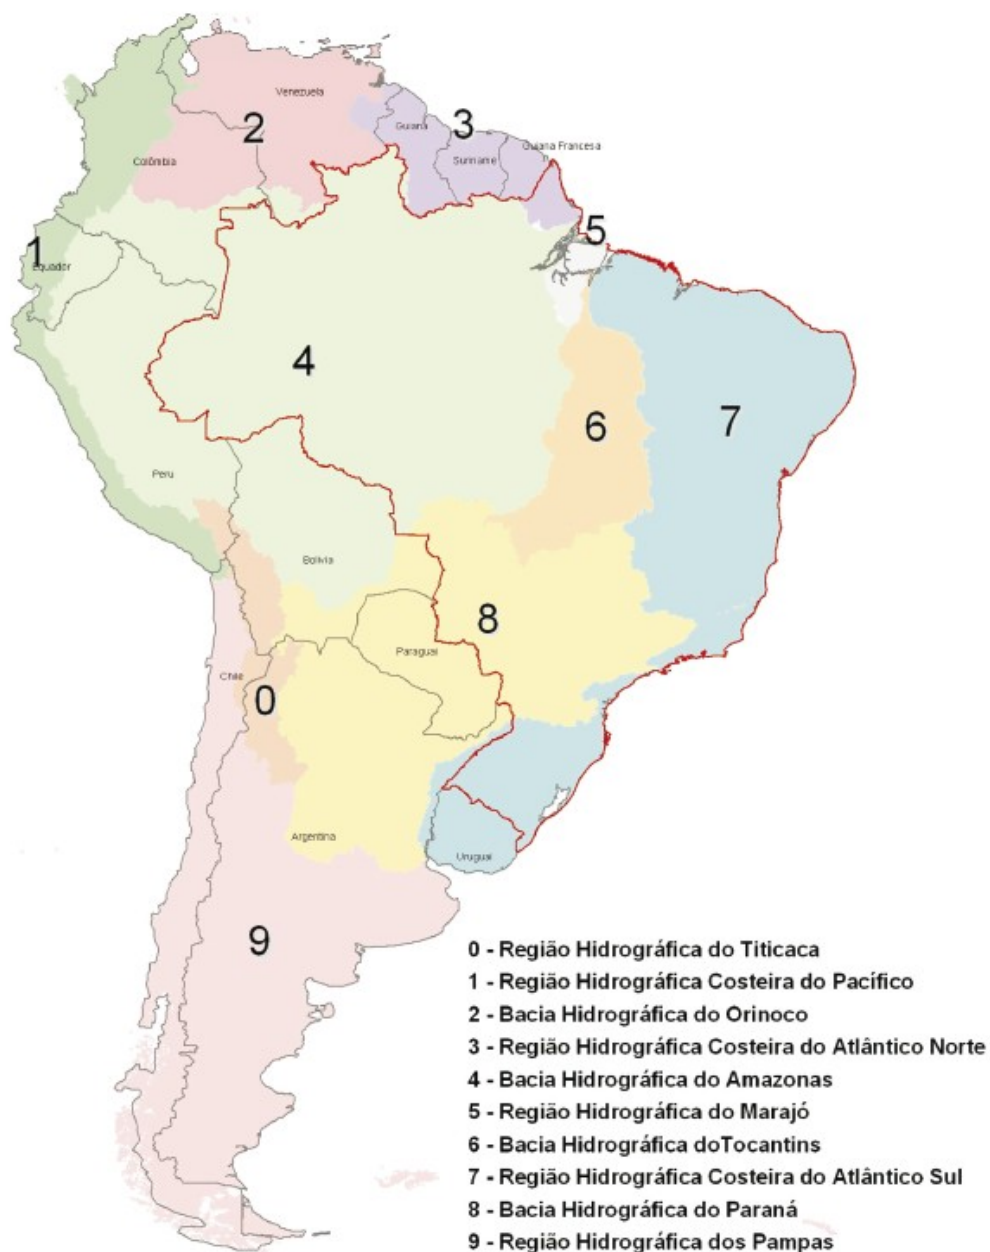 Venezuela
2
Guiana
3
Suriname
Guiana Francesa
Colômbia
5
1
Equador
4
7
6
Peru
Bolívia
8
Paraguai
Chile
0
Argentina
Uruguai
9
0 - Região Hidrográfica do Titicaca
1 - Região Hidrográfica Costeira do Pacífico
2 - Bacia Hidrográfica do Orinoco
3 - Região Hidrográfica Costeira do Atlântico Norte
4 - Bacia Hidrográfica do Amazonas
5 - Região Hidrográfica do Marajó
6 - Bacia Hidrográfica doTocantins
7 - Região Hidrográfica Costeira do Atlântico Sul
8 - Bacia Hidrográfica do Paraná
9 - Região Hidrográfica dos Pampas